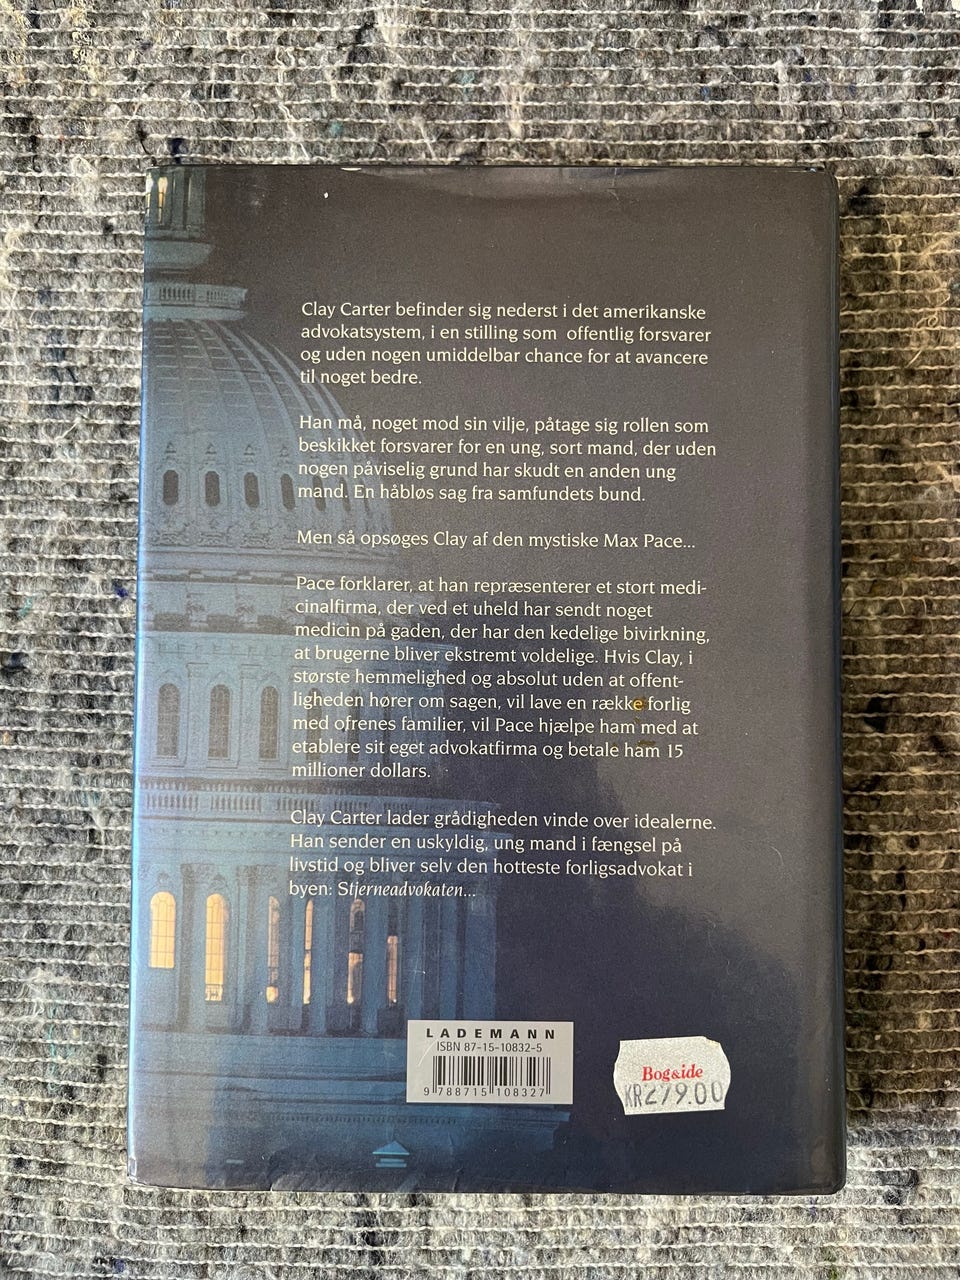 Clay Carter befinder sig nederst i det amerikanske
advokatsystem, i en stilling som offentlig forsvarer
og uden nogen umiddelbar chance for at avancere
til noget bedre.
Han må, noget mod sin vilje, påtage sig rollen som
beskikket forsvarer for en ung, sort mand, der uden
nogen påviselig grund har skudt en anden ung
mand. En håbløs sag fra samfundets bund.
Men så opsøges Clay af den mystiske Max Pace...
Pace forklarer, at han repræsenterer et stort medi-
cinalfirma, der ved et uheld har sendt noget
medicin på gaden, der har den kedelige bivirkning,
at brugerne bliver ekstremt voldelige. Hvis Clay, i
største hemmelighed og absolut uden at offent-
ligheden hører om sagen, vil lave en række forlig
med ofrenes familier, vil Pace hjælpe ham med at
etablere sit eget advokatfirma og betale ham 15
millioner dollars.
Clay Carter lader grådigheden vinde over idealerne.
Han sender en uskyldig, ung mand i fængsel på
livstid og bliver selv den hotteste forligsadvokat i
byen: Stjerneadvokaten...
LADEMANN
ISBN 87-15-10832-5
9 788715 108327
Bog&ide
KR279.00